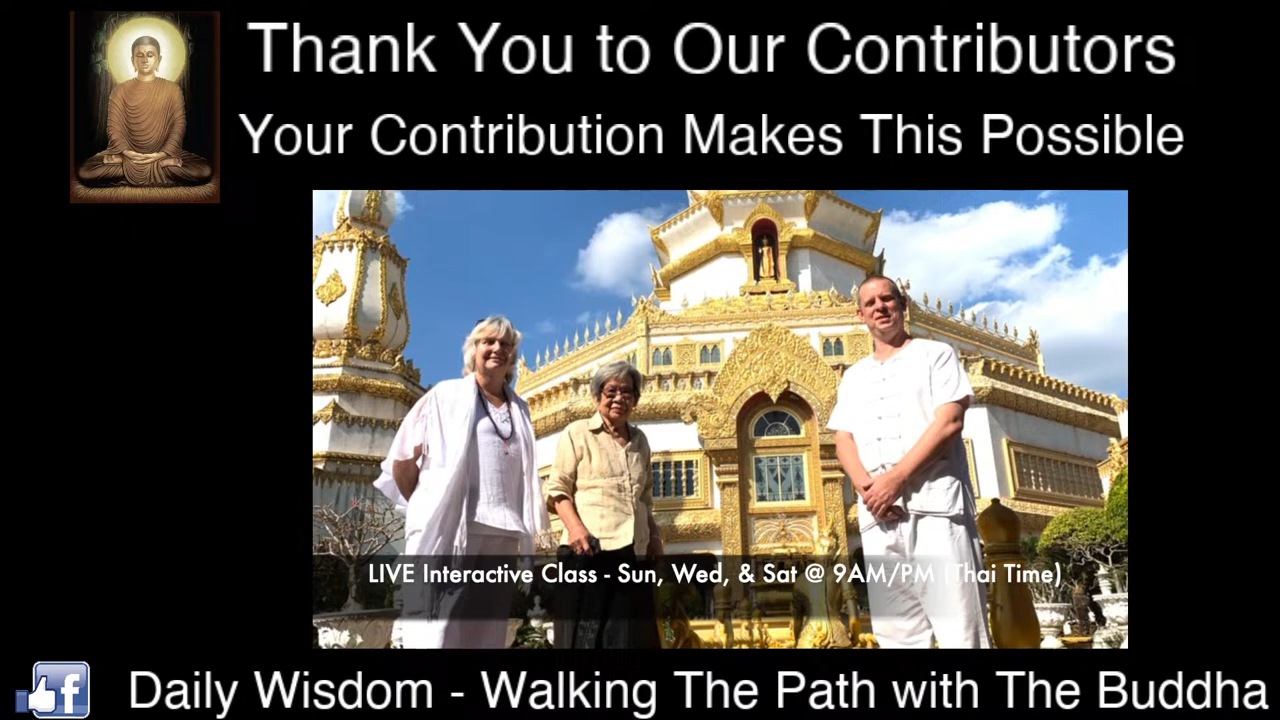 Thank You to Our Contributors
Your Contribution Makes This Possible
LIVE Interactive Class - Sun, Wed, & Sat @ 9AM/PM (Thai Time)
f
Daily Wisdom - Walking The Path with The Buddha